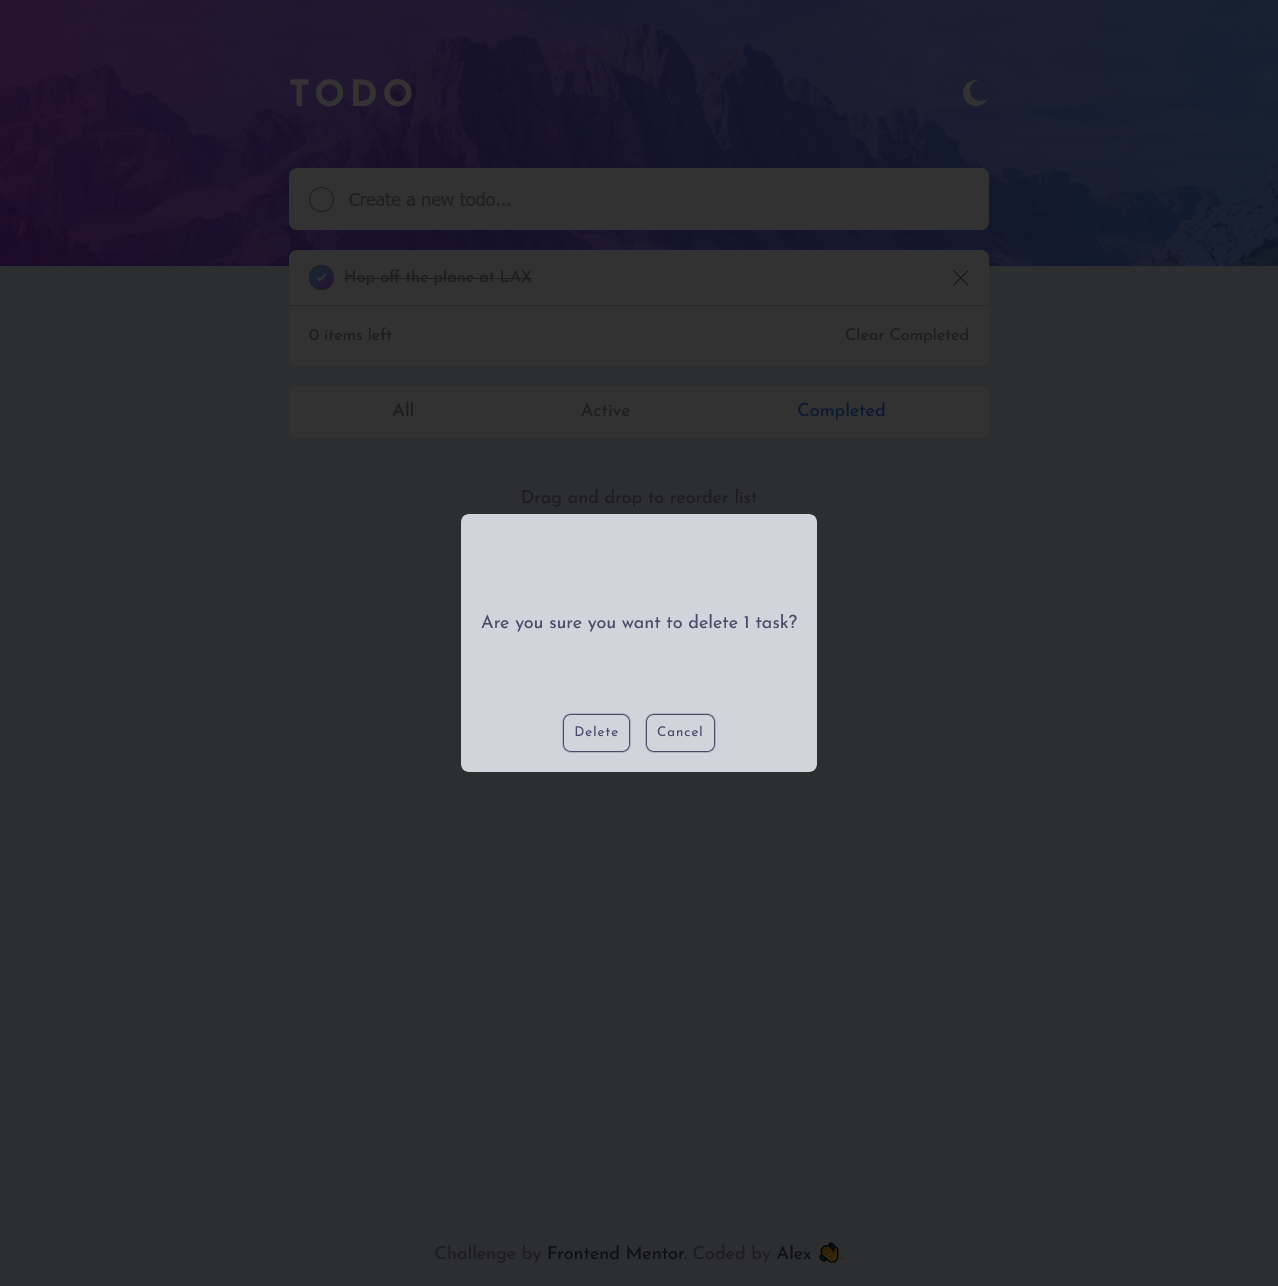 TODO
Create a new todo...
Hop off the plane at LAX
0 items left
Clear Completed
All
Active
Completed
Drag and drop to reorder list
Are you sure you want to delete 1 task?
Delete
Cancel
Challenge by Frontend Mentor. Coded by Alex 👋.